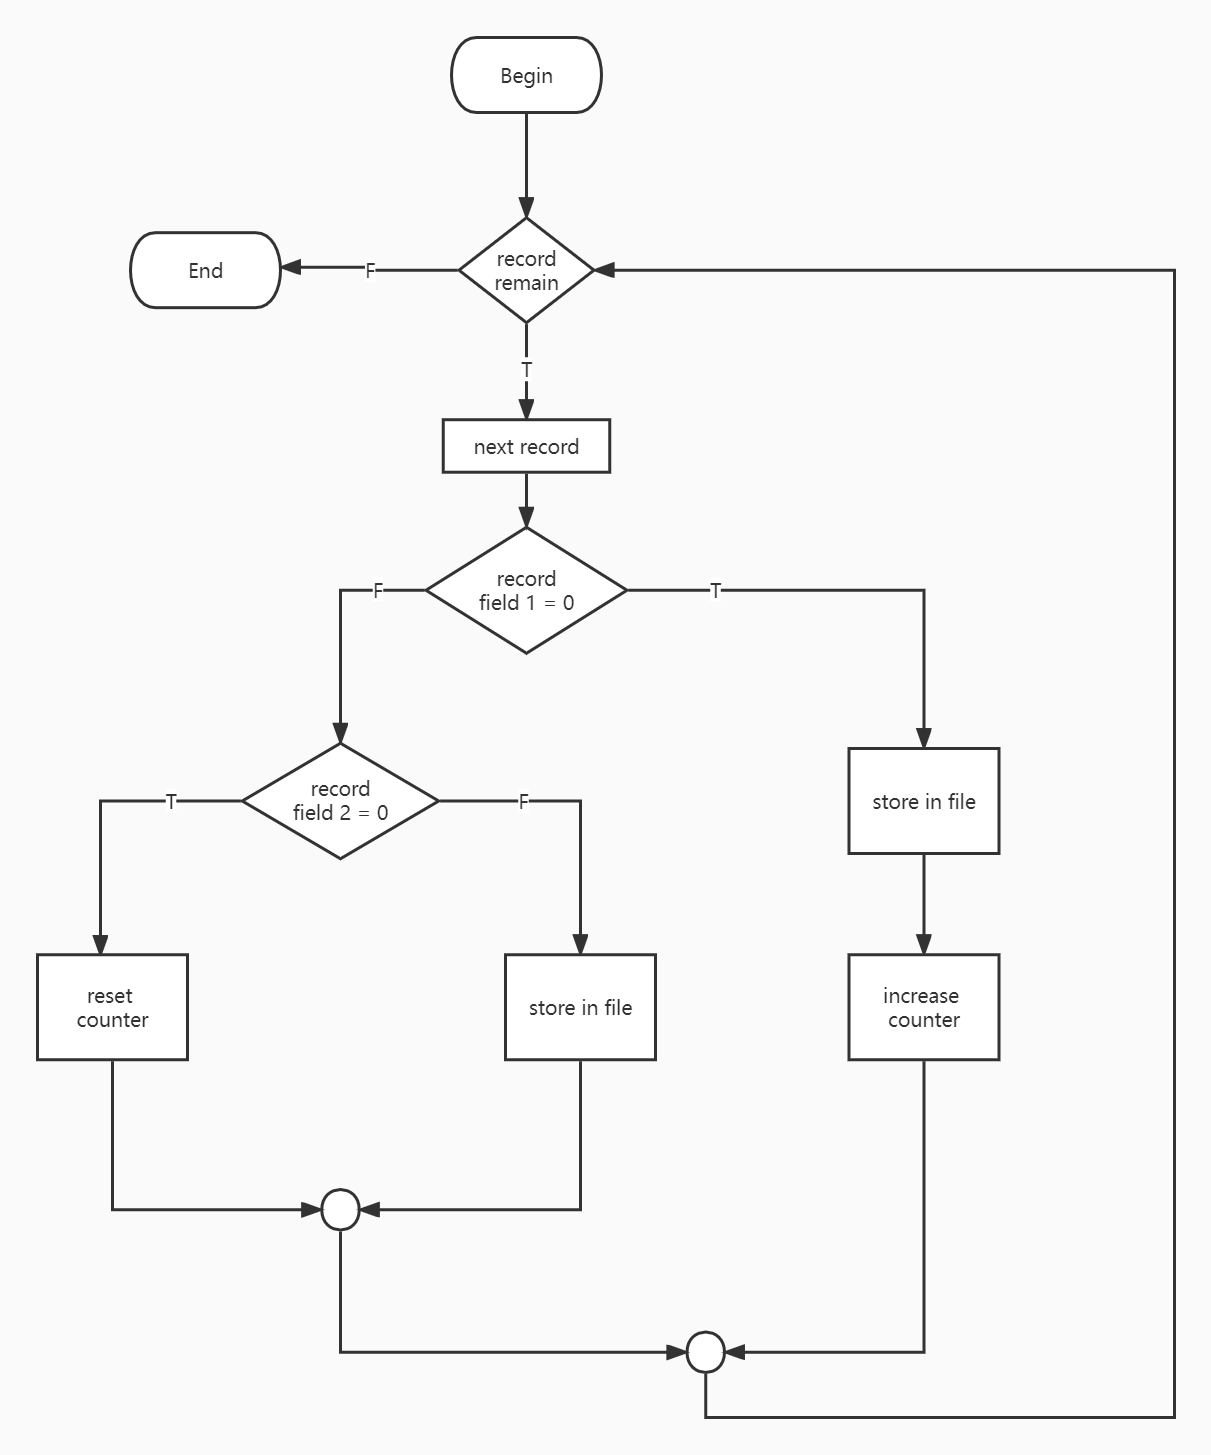 Begin
record
remain
End
F
T
next record
record
field 1 = 0
F
T
record
field 2 = 0
T
F
store in file
reset
counter
store in file
increase
counter